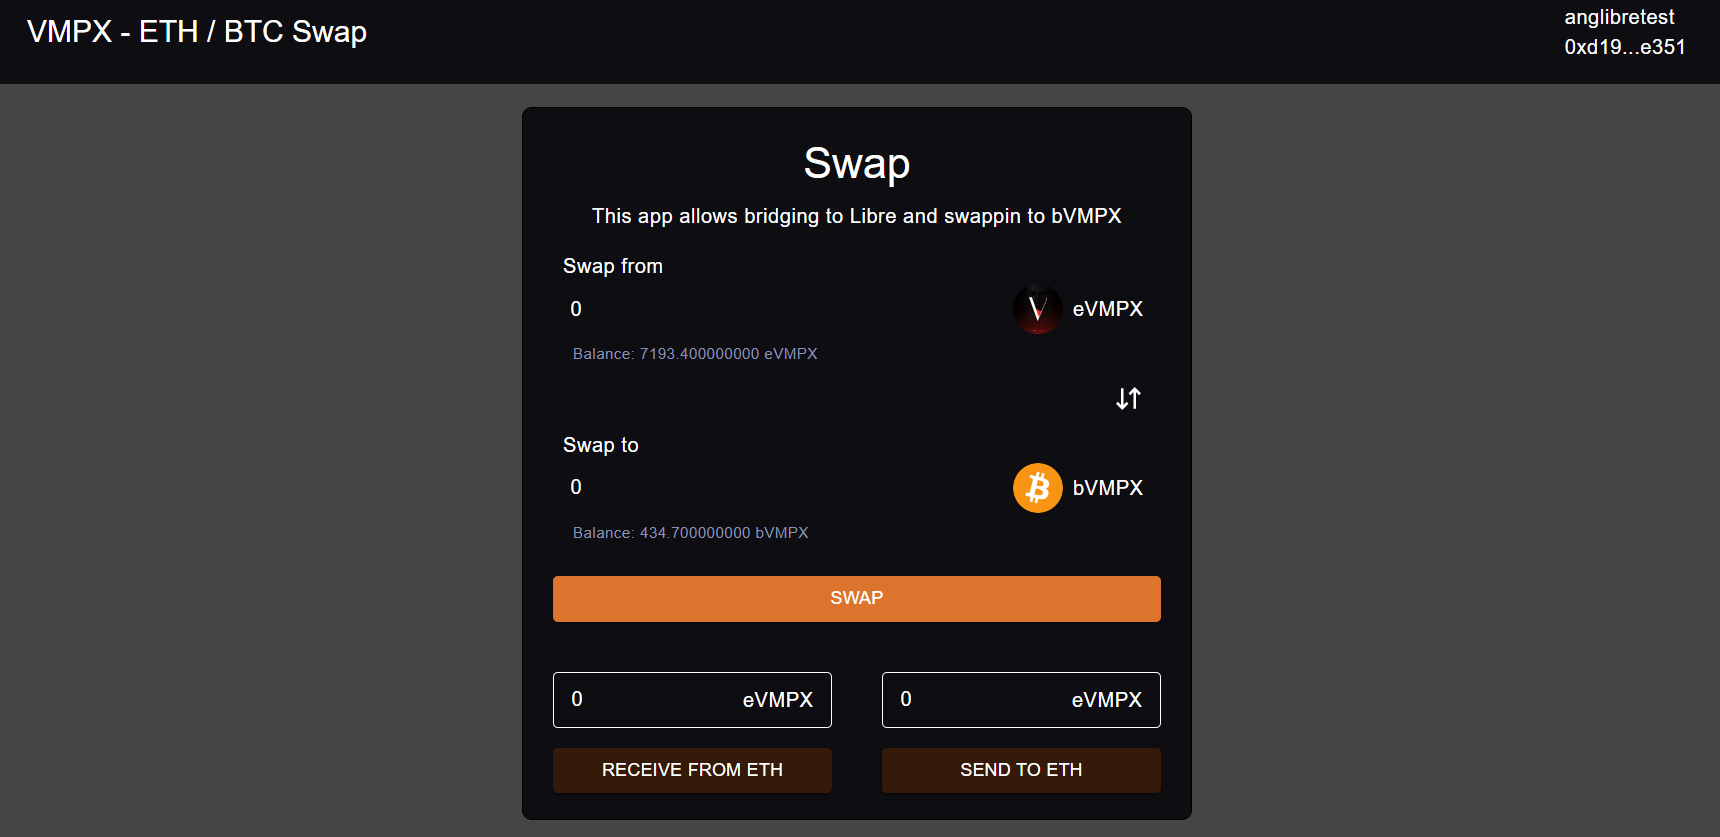 VMPX - ETH / BTC Swap
anglibretest
0xd19...e351
Swap
This app allows bridging to Libre and swappin to bVMPX
Swap from
0 eVMPX
Balance: 7193.400000000 eVMPX
Swap to
0 bVMPX
Balance: 434.700000000 bVMPX
SWAP
0 eVMPX
0 eVMPX
RECEIVE FROM ETH
SEND TO ETH